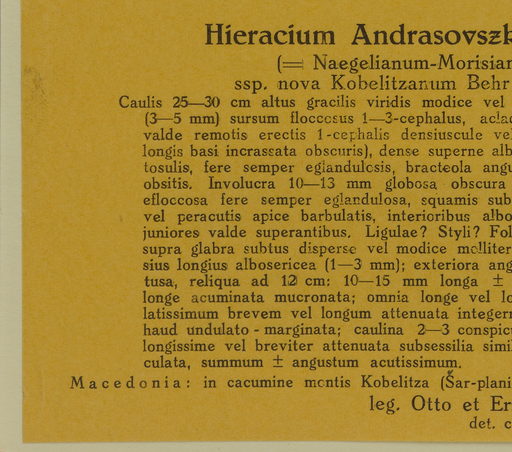 Hieracium Andrasovszk
(= Naegelianum-Morisian
ssp. nova Kobelitzanum Behr
Caulis 25—30 cm altus gracilis viridis modice vel
(3—5 mm) sursum floccosus 1—3-cephalus, aclad
valde remotis erectis 1-cephalis densiuscule vel
longis basi incrassata obscuris), dense superne alb
tosulis, fere semper eglandulosis, bracteola angu
obsitis. Involucra 10—13 mm globosa obscura
efloccosa fere semper eglandulosa, squamis sub
vel peracutis apice barbulatis, interioribus albo
juniores valde superantibus. Ligulae? Styli? Fol
supra glabra subtus disperse vel modice molliter
sius longius albosericea (1—3 mm); exteriora ang
tusa, reliqua ad 12 cm: 10—15 mm longa ±
longe acuminata mucronata; omnia longe vel lo
latissimum brevem vel longum attenuata integerr
haud undulato-marginata; caulina 2—3 conspicu
longissime vel breviter attenuata subsessilia simil
culata, summum ± angustum acutissimum.
Macedonia: in cacumine montis Kobelitza (Šar-plani
leg. Otto et Er
det. c